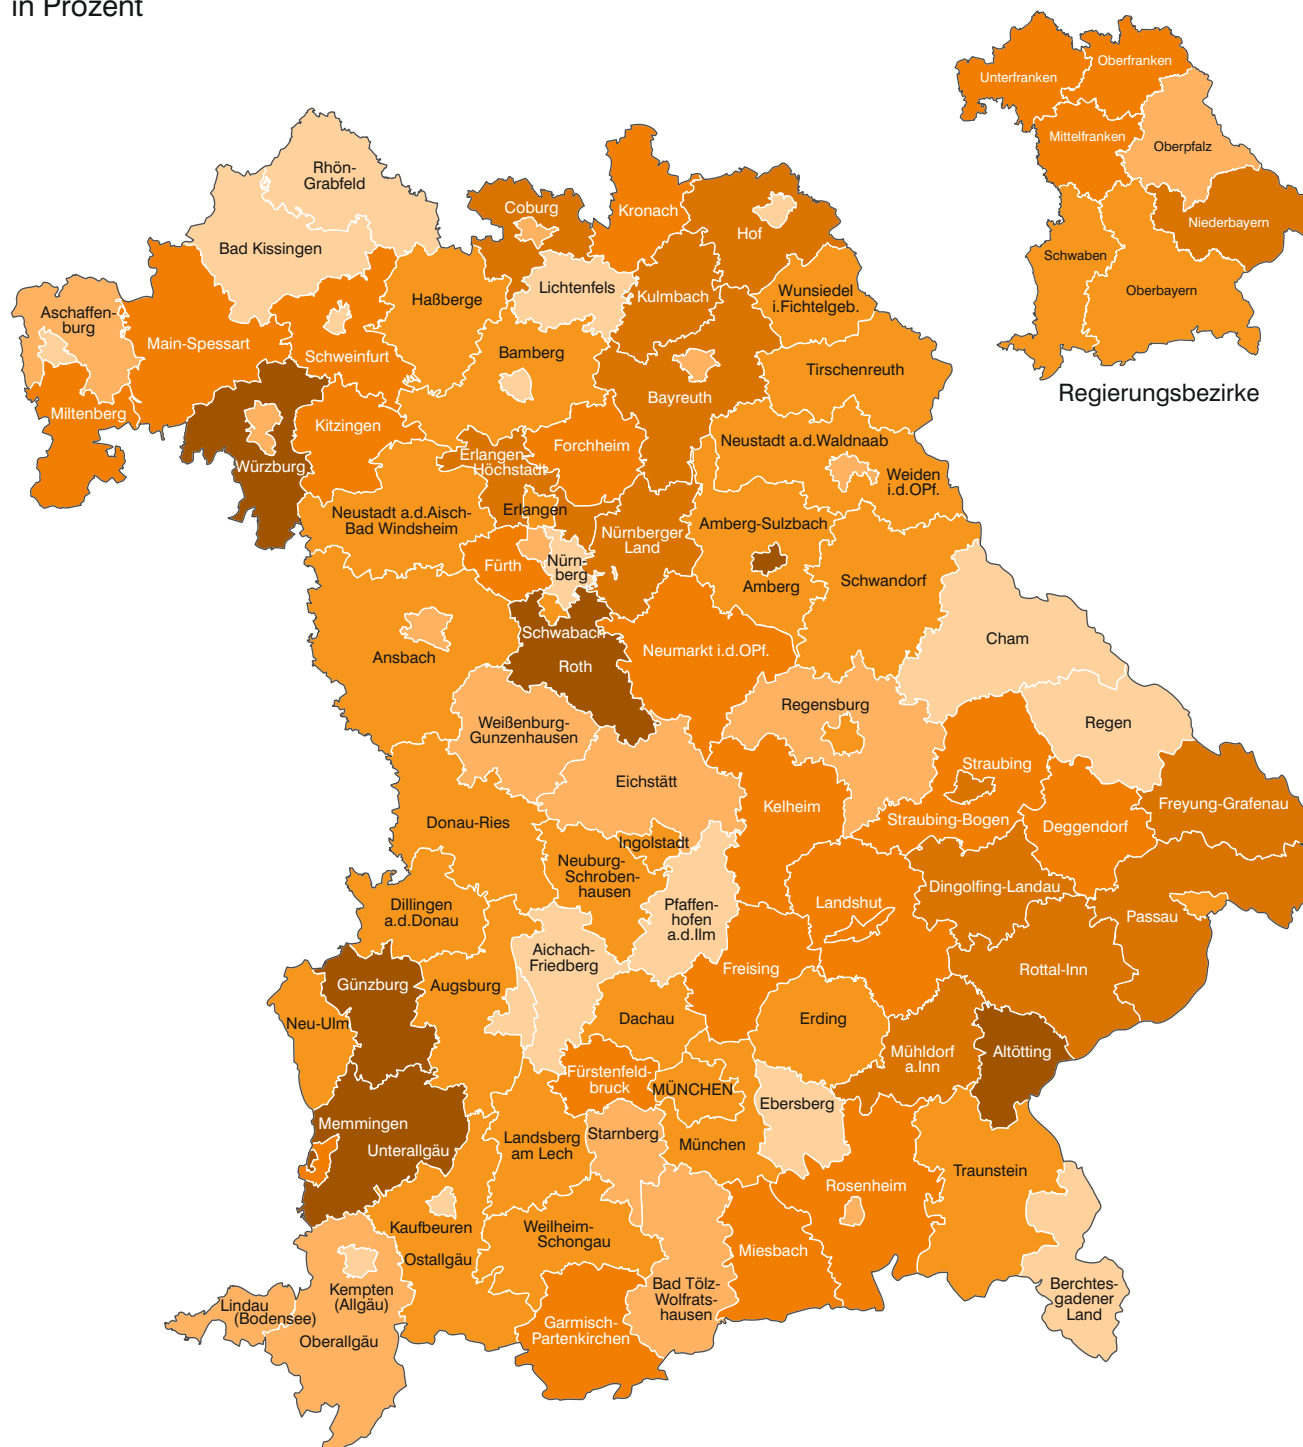 in Prozent
Unterfranken
Oberfranken
Mittelfranken
Oberpfalz
Niederbayern
Schwaben
Oberbayern
Regierungsbezirke
Rhön-
Grabfeld
Bad Kissingen
Coburg
Kronach
Hof
Lichtenfels
Kulmbach
Haßberge
Wunsiedel
i.Fichtelgeb.
Aschaffen-
burg
Main-Spessart
Schweinfurt
Bamberg
Tirschenreuth
Bayreuth
Miltenberg
Kitzingen
Würzburg
Forchheim
Erlangen-
Höchstadt
Neustadt a.d.Waldnaab
Weiden
i.d.OPf.
Neustadt a.d.Aisch-
Bad Windsheim
Erlangen
Nürnberger
Land
Amberg-Sulzbach
Fürth
Nürn-
berg
Amberg
Schwandorf
Ansbach
Schwabach
Roth
Neumarkt i.d.OPf.
Cham
Weißenburg-
Gunzenhausen
Regensburg
Regen
Eichstätt
Straubing
Kelheim
Straubing-Bogen
Deggendorf
Freyung-Grafenau
Donau-Ries
Ingolstadt
Neuburg-
Schroben-
hausen
Dingolfing-Landau
Dillingen
a.d.Donau
Pfaffen-
hofen
a.d.Ilm
Landshut
Passau
Aichach-
Friedberg
Freising
Rottal-Inn
Günzburg
Augsburg
Neu-Ulm
Dachau
Erding
Mühldorf
a.Inn
Altötting
Fürstenfeld-
bruck
MÜNCHEN
Ebersberg
Memmingen
Unterallgäu
Landsberg
am Lech
Starnberg
München
Traunstein
Rosenheim
Kaufbeuren
Ostallgäu
Weilheim-
Schongau
Miesbach
Kempten
(Allgäu)
Bad Tölz-
Wolfrats-
hausen
Berchtes-
gadener
Land
Lindau
(Bodensee)
Oberallgäu
Garmisch-
Partenkirchen